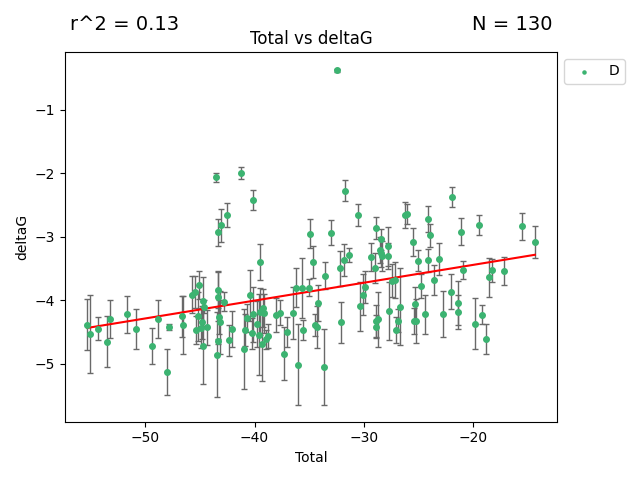 r^2 = 0.13
N = 130
Total vs deltaG
D
−1
−2
−3
−4
−5
deltaG
−50
−40
−30
−20
Total